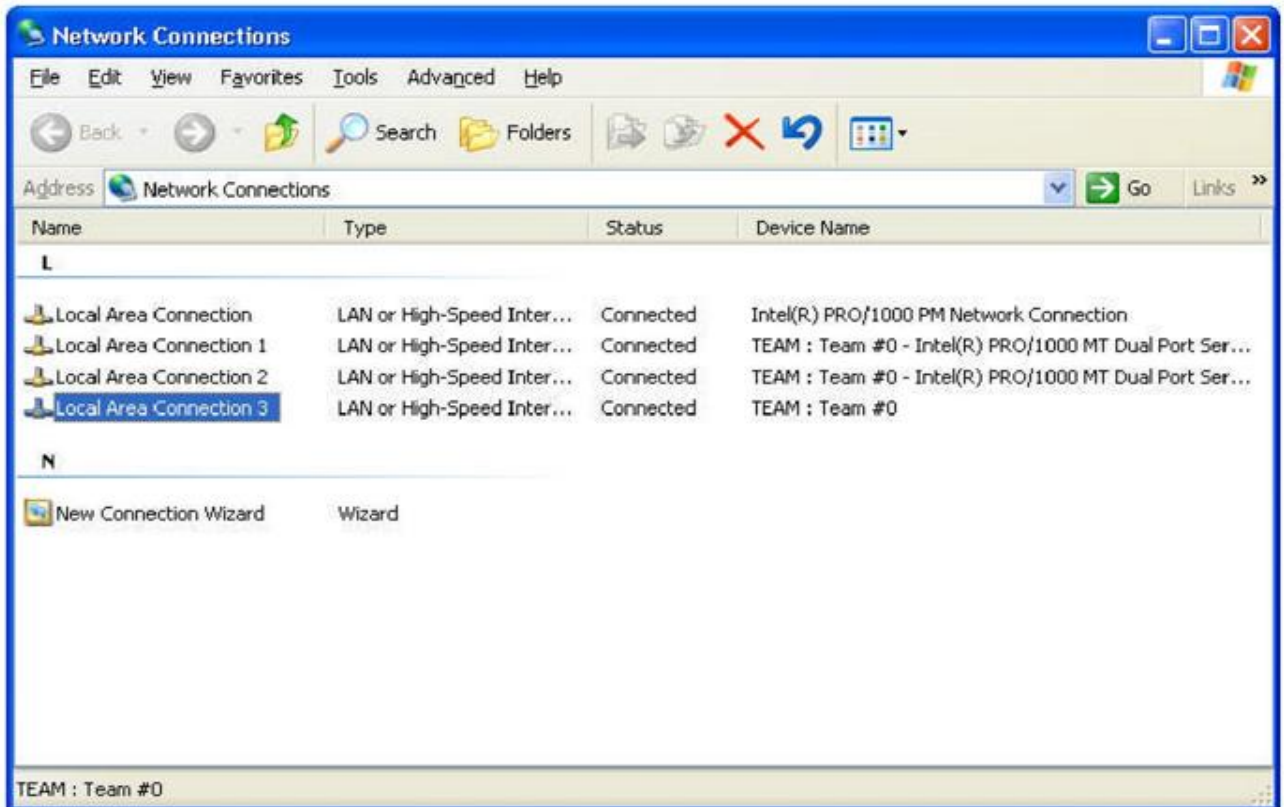 Network Connections
File Edit View Favorites Tools Advanced Help
Back Search Folders
Address Network Connections Go Links »
Name Type Status Device Name
L
Local Area Connection LAN or High-Speed Inter... Connected Intel(R) PRO/1000 PM Network Connection
Local Area Connection 1 LAN or High-Speed Inter... Connected TEAM : Team #0 - Intel(R) PRO/1000 MT Dual Port Ser...
Local Area Connection 2 LAN or High-Speed Inter... Connected TEAM : Team #0 - Intel(R) PRO/1000 MT Dual Port Ser...
Local Area Connection 3 LAN or High-Speed Inter... Connected TEAM : Team #0
N
New Connection Wizard Wizard
TEAM : Team #0